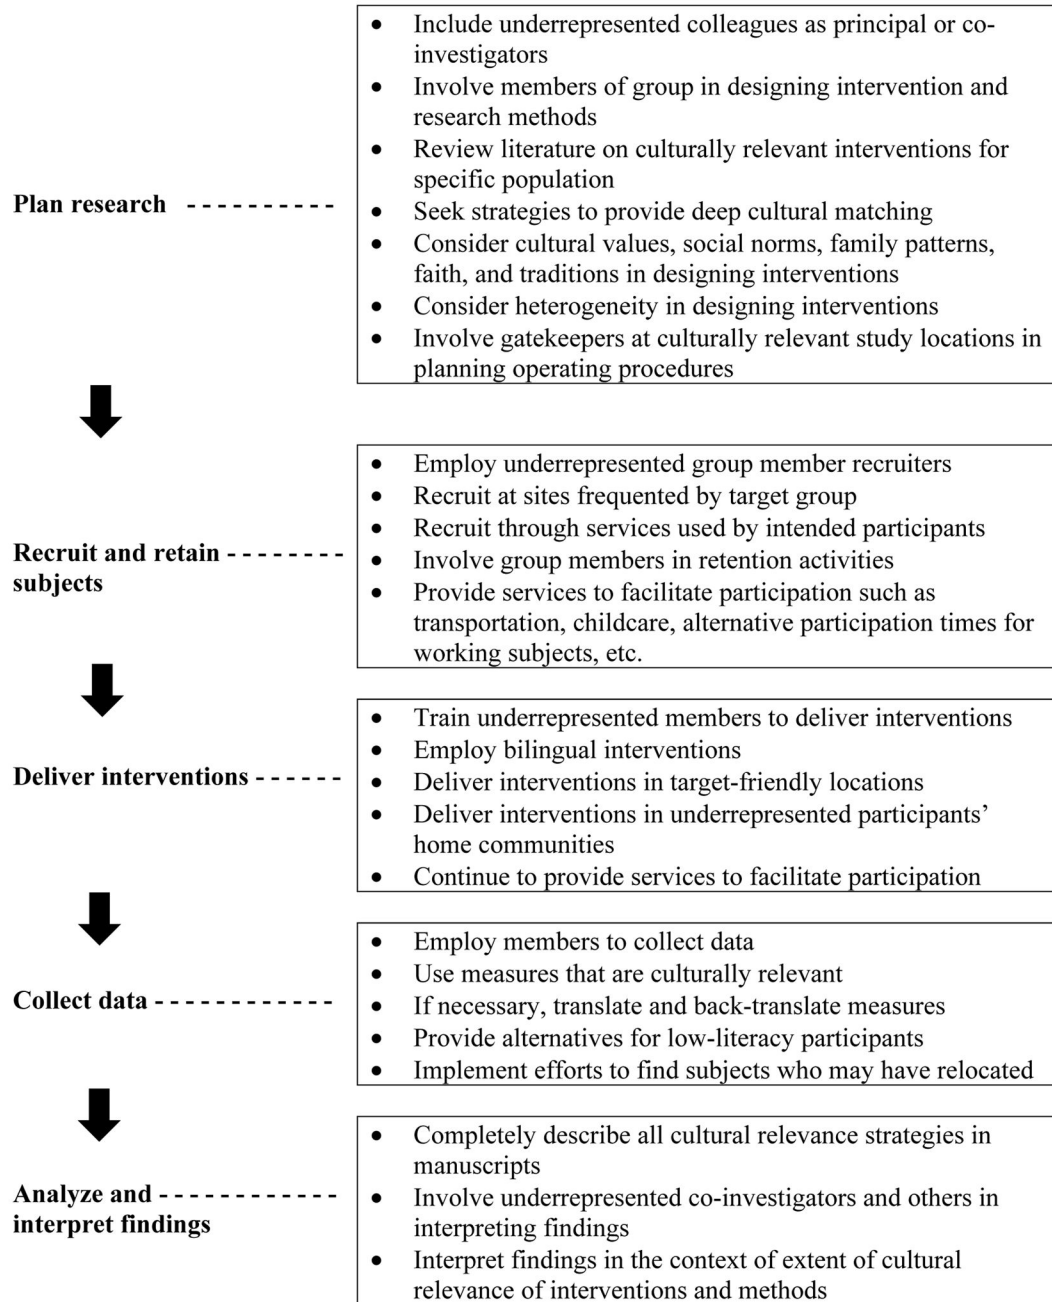 • Include underrepresented colleagues as principal or co-
investigators
• Involve members of group in designing intervention and
research methods
• Review literature on culturally relevant interventions for
specific population
Plan research - - - - - - - - - -
• Seek strategies to provide deep cultural matching
• Consider cultural values, social norms, family patterns,
faith, and traditions in designing interventions
• Consider heterogeneity in designing interventions
• Involve gatekeepers at culturally relevant study locations in
planning operating procedures
• Employ underrepresented group member recruiters
• Recruit at sites frequented by target group
• Recruit through services used by intended participants
Recruit and retain - - - - - - - -
subjects
• Involve group members in retention activities
• Provide services to facilitate participation such as
transportation, childcare, alternative participation times for
working subjects, etc.
• Train underrepresented members to deliver interventions
• Employ bilingual interventions
Deliver interventions - - - - - -
• Deliver interventions in target-friendly locations
• Deliver interventions in underrepresented participants’
home communities
• Continue to provide services to facilitate participation
• Employ members to collect data
• Use measures that are culturally relevant
Collect data - - - - - - - - - - - -
• If necessary, translate and back-translate measures
• Provide alternatives for low-literacy participants
• Implement efforts to find subjects who may have relocated
• Completely describe all cultural relevance strategies in
manuscripts
Analyze and - - - - - - - - - - - -
interpret findings
• Involve underrepresented co-investigators and others in
interpreting findings
• Interpret findings in the context of extent of cultural
relevance of interventions and methods